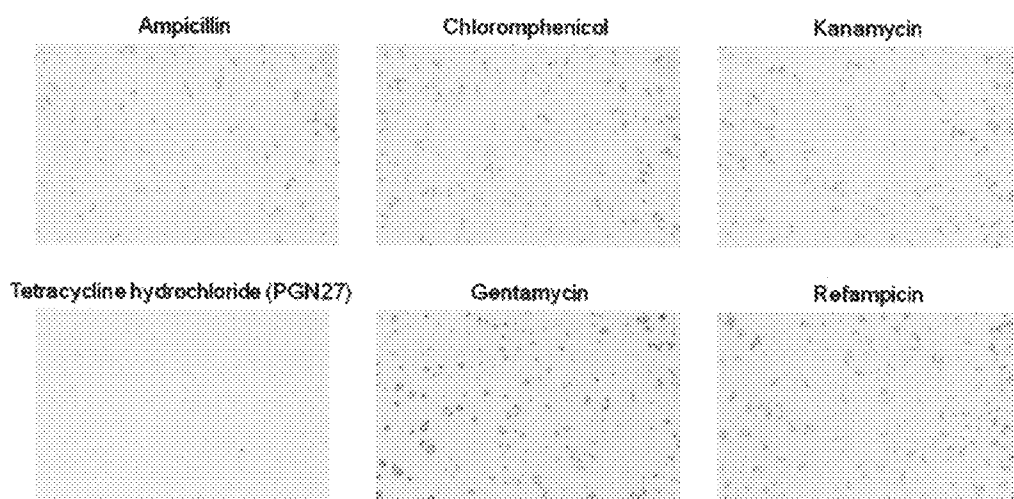 Ampicillin
Chloromphenicol
Kanamycin
Tetracycline hydrochloride (PGN27)
Gentamycin
Refampicin